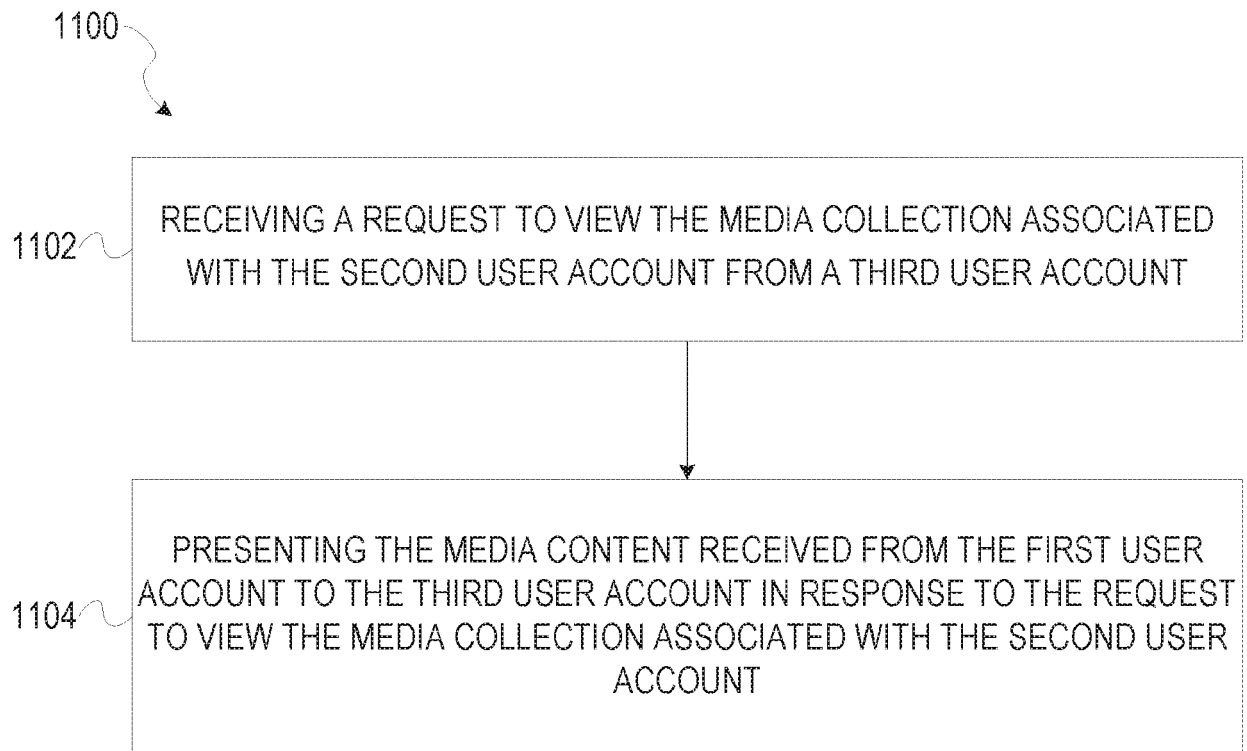 1100
1102
RECEIVING A REQUEST TO VIEW THE MEDIA COLLECTION ASSOCIATED
WITH THE SECOND USER ACCOUNT FROM A THIRD USER ACCOUNT
1104
PRESENTING THE MEDIA CONTENT RECEIVED FROM THE FIRST USER
ACCOUNT TO THE THIRD USER ACCOUNT IN RESPONSE TO THE REQUEST
TO VIEW THE MEDIA COLLECTION ASSOCIATED WITH THE SECOND USER
ACCOUNT